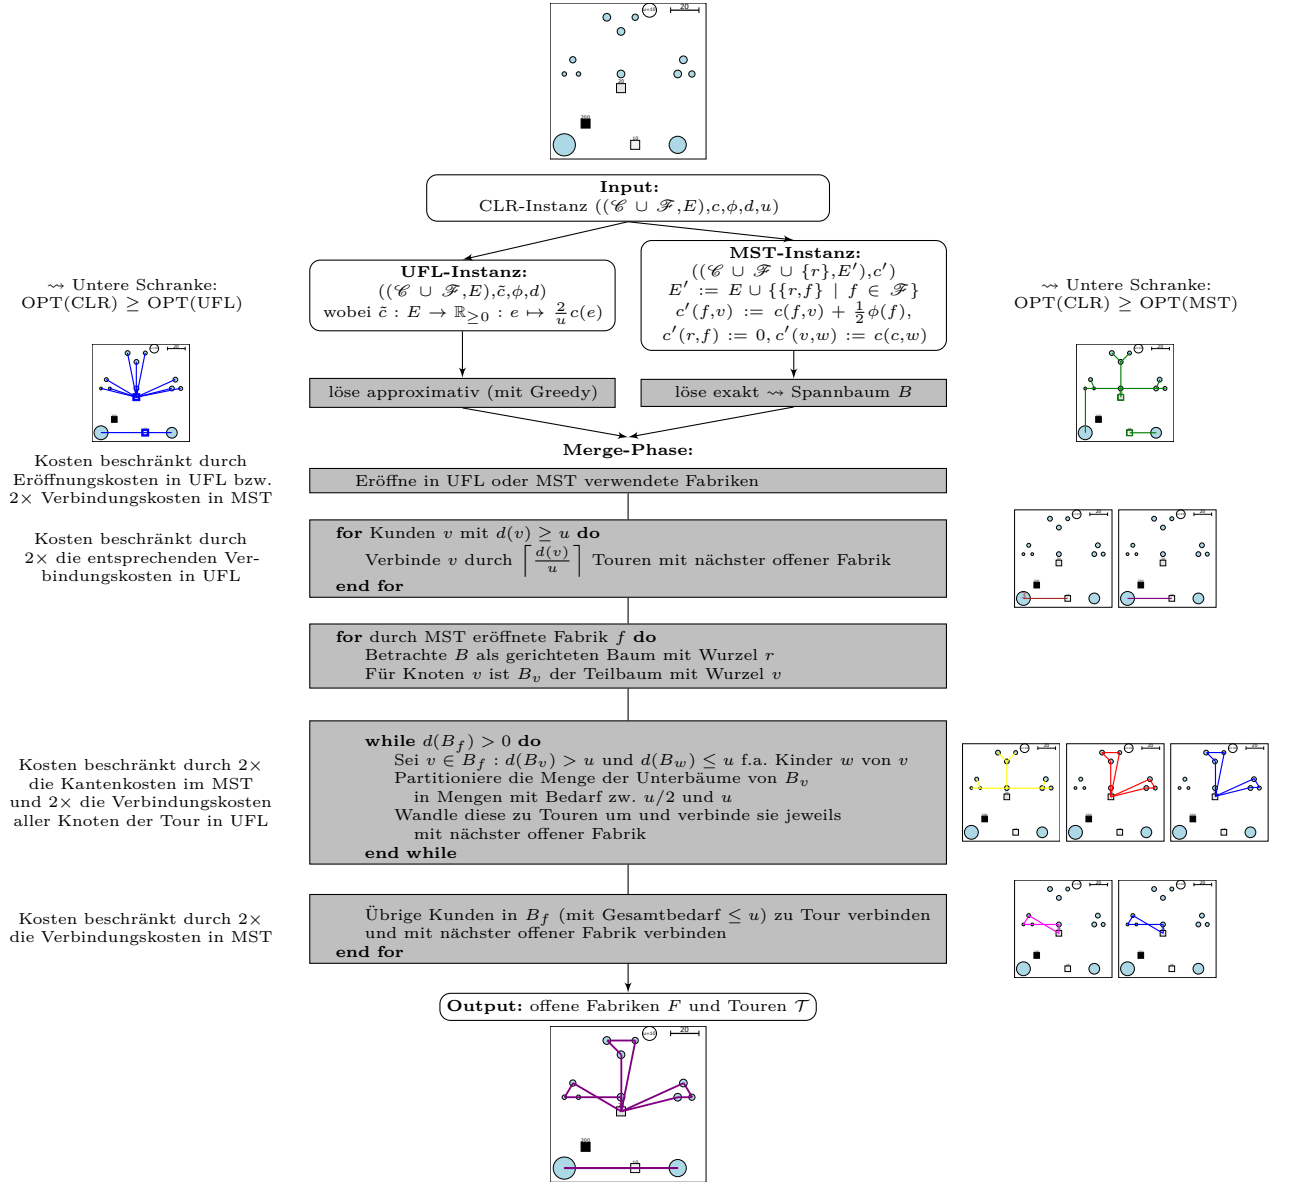 20
20
200
10
Input:
CLR-Instanz ((𝒞 ∪ ℱ,E),c,ϕ,d,u)
UFL-Instanz:
((𝒞 ∪ ℱ,E),c̃,ϕ,d)
wobei c̃ : E → ℝ≥0 : e ↦ 2/u c(e)
MST-Instanz:
((𝒞 ∪ ℱ ∪ {r},E′),c′)
E′ := E ∪ {{r,f} | f ∈ ℱ}
c′(f,v) := c(f,v) + ½ϕ(f),
c′(r,f) := 0, c′(v,w) := c(c,w)
⇝ Untere Schranke:
OPT(CLR) ≥ OPT(UFL)
⇝ Untere Schranke:
OPT(CLR) ≥ OPT(MST)
löse approximativ (mit Greedy)
löse exakt ⇝ Spannbaum B
Merge-Phase:
Kosten beschränkt durch
Eröffnungskosten in UFL bzw.
2× Verbindungskosten in MST
Eröffne in UFL oder MST verwendete Fabriken
Kosten beschränkt durch
2× die entsprechenden Ver-
bindungskosten in UFL
for Kunden v mit d(v) ≥ u do
Verbinde v durch ⌈d(v)/u⌉ Touren mit nächster offener Fabrik
end for
for durch MST eröffnete Fabrik f do
Betrachte B als gerichteten Baum mit Wurzel r
Für Knoten v ist B_v der Teilbaum mit Wurzel v
Kosten beschränkt durch 2×
die Kantenkosten im MST
und 2× die Verbindungskosten
aller Knoten der Tour in UFL
while d(B_f) > 0 do
Sei v ∈ B_f : d(B_v) > u und d(B_w) ≤ u f.a. Kinder w von v
Partitioniere die Menge der Unterbäume von B_v
in Mengen mit Bedarf zw. u/2 und u
Wandle diese zu Touren um und verbinde sie jeweils
mit nächster offener Fabrik
end while
Kosten beschränkt durch 2×
die Verbindungskosten in MST
Übrige Kunden in B_f (mit Gesamtbedarf ≤ u) zu Tour verbinden
und mit nächster offener Fabrik verbinden
end for
Output: offene Fabriken F und Touren 𝒯
20
200
10